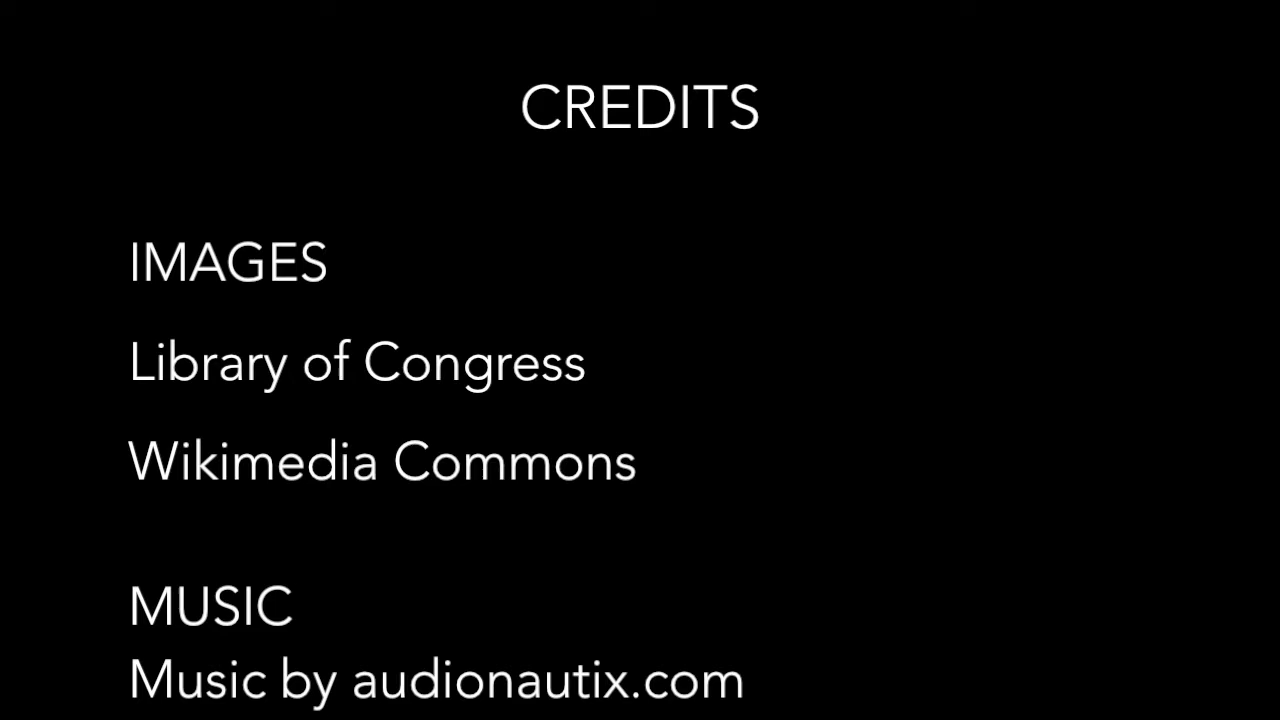 CREDITS
IMAGES
Library of Congress
Wikimedia Commons
MUSIC
Music by audionautix.com